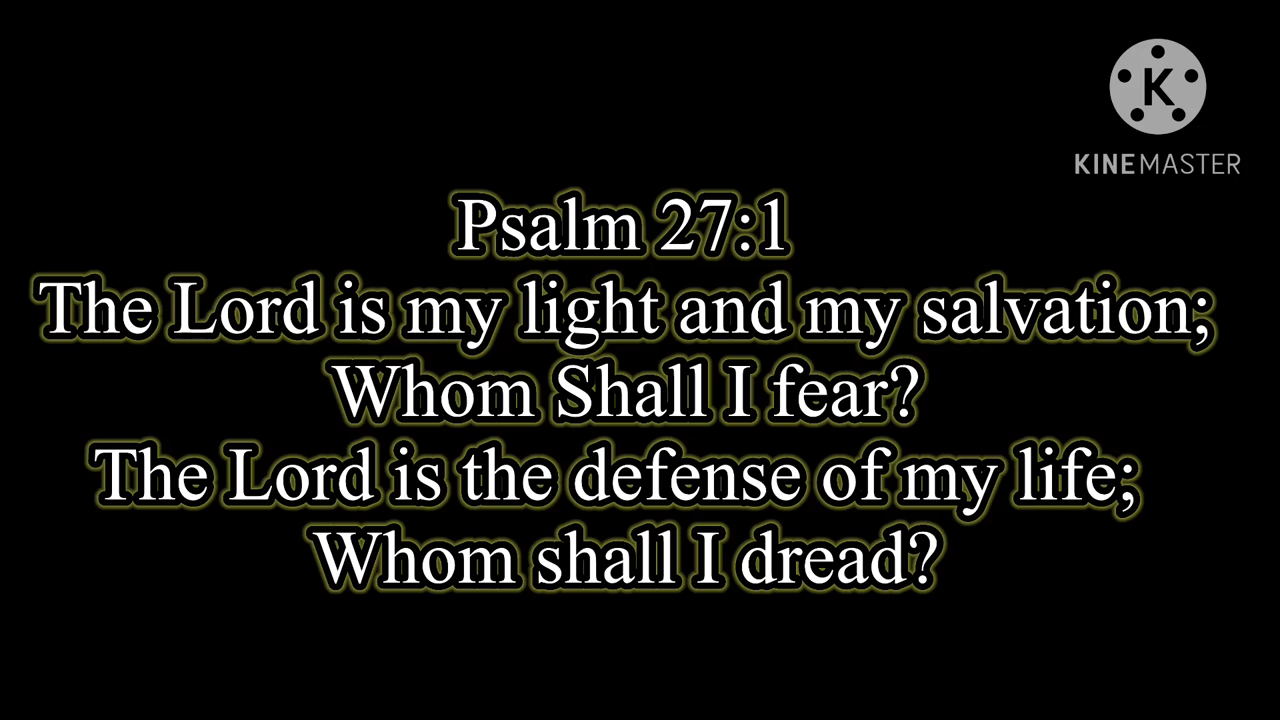 K
KINEMASTER
Psalm 27:1
The Lord is my light and my salvation;
Whom Shall I fear?
The Lord is the defense of my life;
Whom shall I dread?